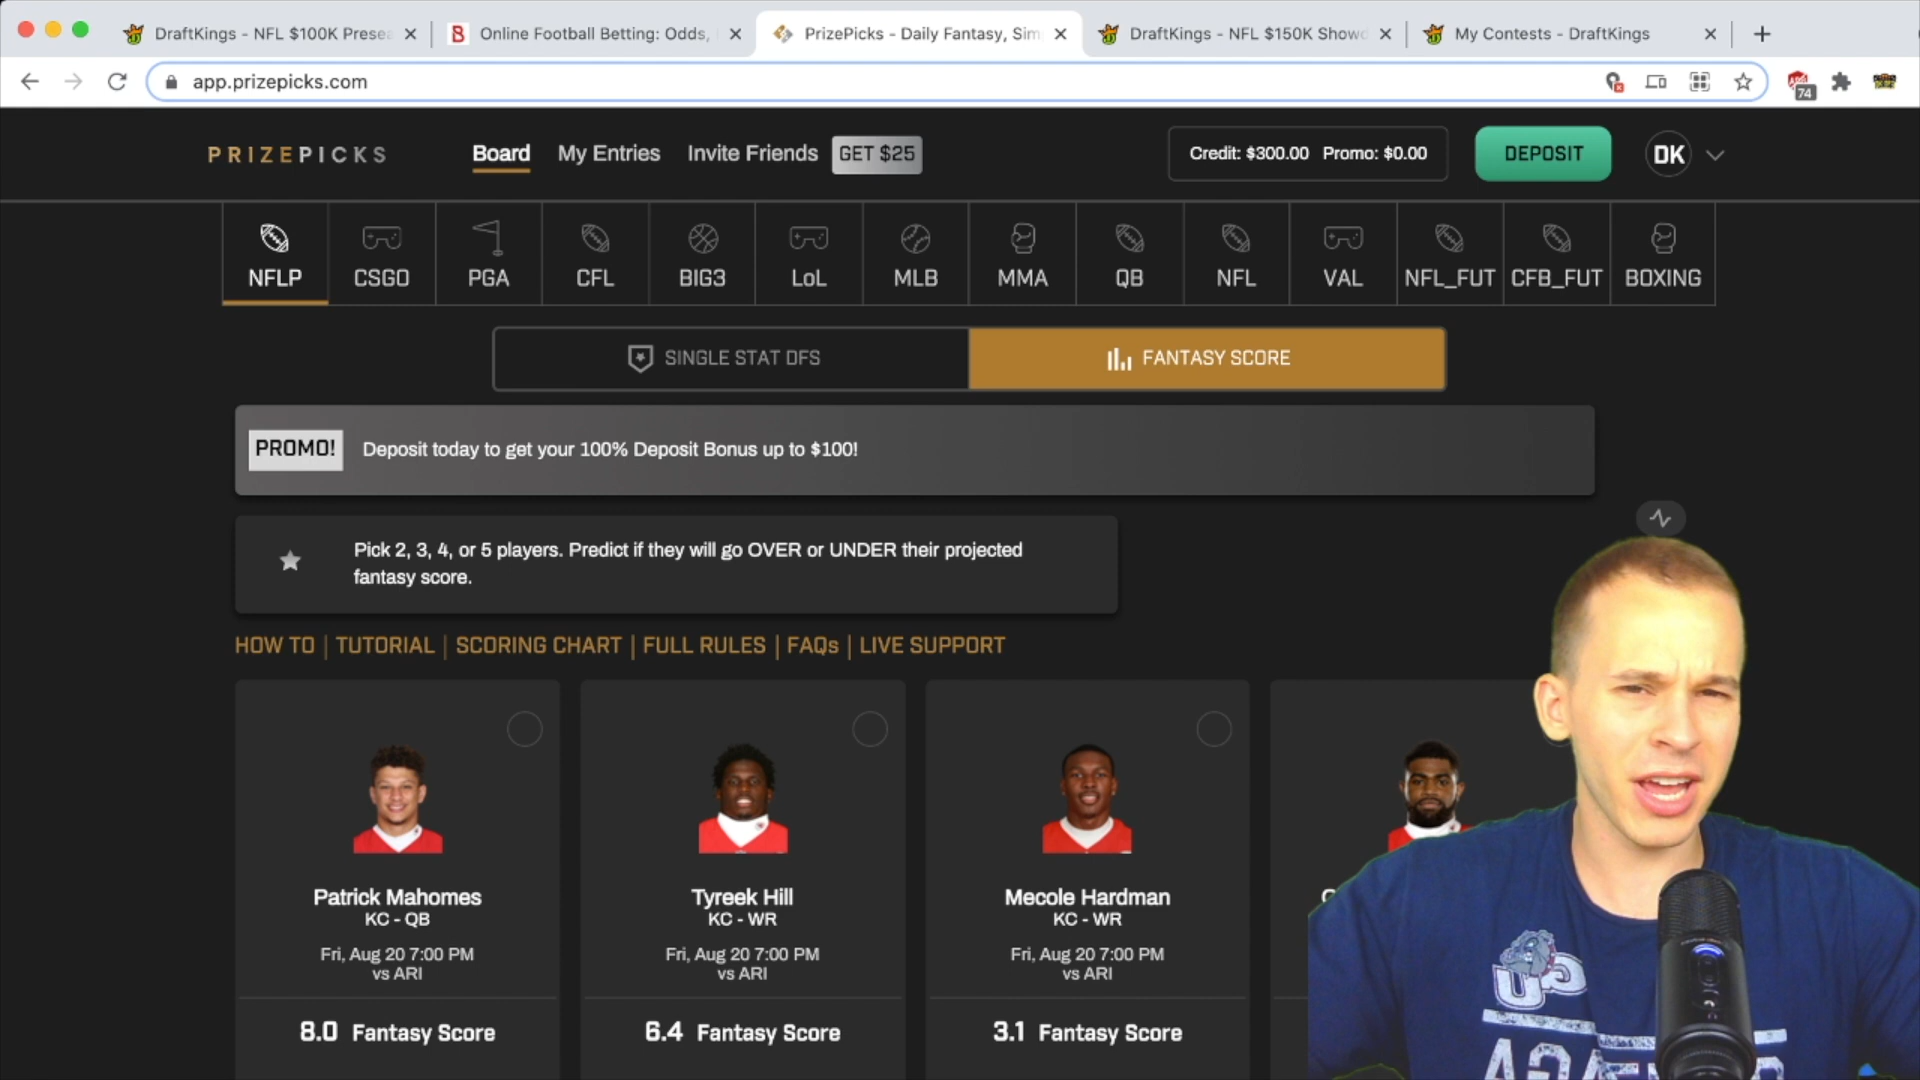 DraftKings - NFL $100K Presea
Online Football Betting: Odds,
PrizePicks - Daily Fantasy, Sim
DraftKings - NFL $150K Showd
My Contests - DraftKings
app.prizepicks.com
74
PRIZEPICKS
Board
My Entries
Invite Friends
GET $25
Credit: $300.00 Promo: $0.00
DEPOSIT
DK
NFLP
CSGO
PGA
CFL
BIG3
LoL
MLB
MMA
QB
NFL
VAL
NFL_FUT
CFB_FUT
BOXING
SINGLE STAT DFS
FANTASY SCORE
PROMO!
Deposit today to get your 100% Deposit Bonus up to $100!
Pick 2, 3, 4, or 5 players. Predict if they will go OVER or UNDER their projected
fantasy score.
HOW TO | TUTORIAL | SCORING CHART | FULL RULES | FAQs | LIVE SUPPORT
Patrick Mahomes
KC - QB
Fri, Aug 20 7:00 PM
vs ARI
8.0 Fantasy Score
Tyreek Hill
KC - WR
Fri, Aug 20 7:00 PM
vs ARI
6.4 Fantasy Score
Mecole Hardman
KC - WR
Fri, Aug 20 7:00 PM
vs ARI
3.1 Fantasy Score